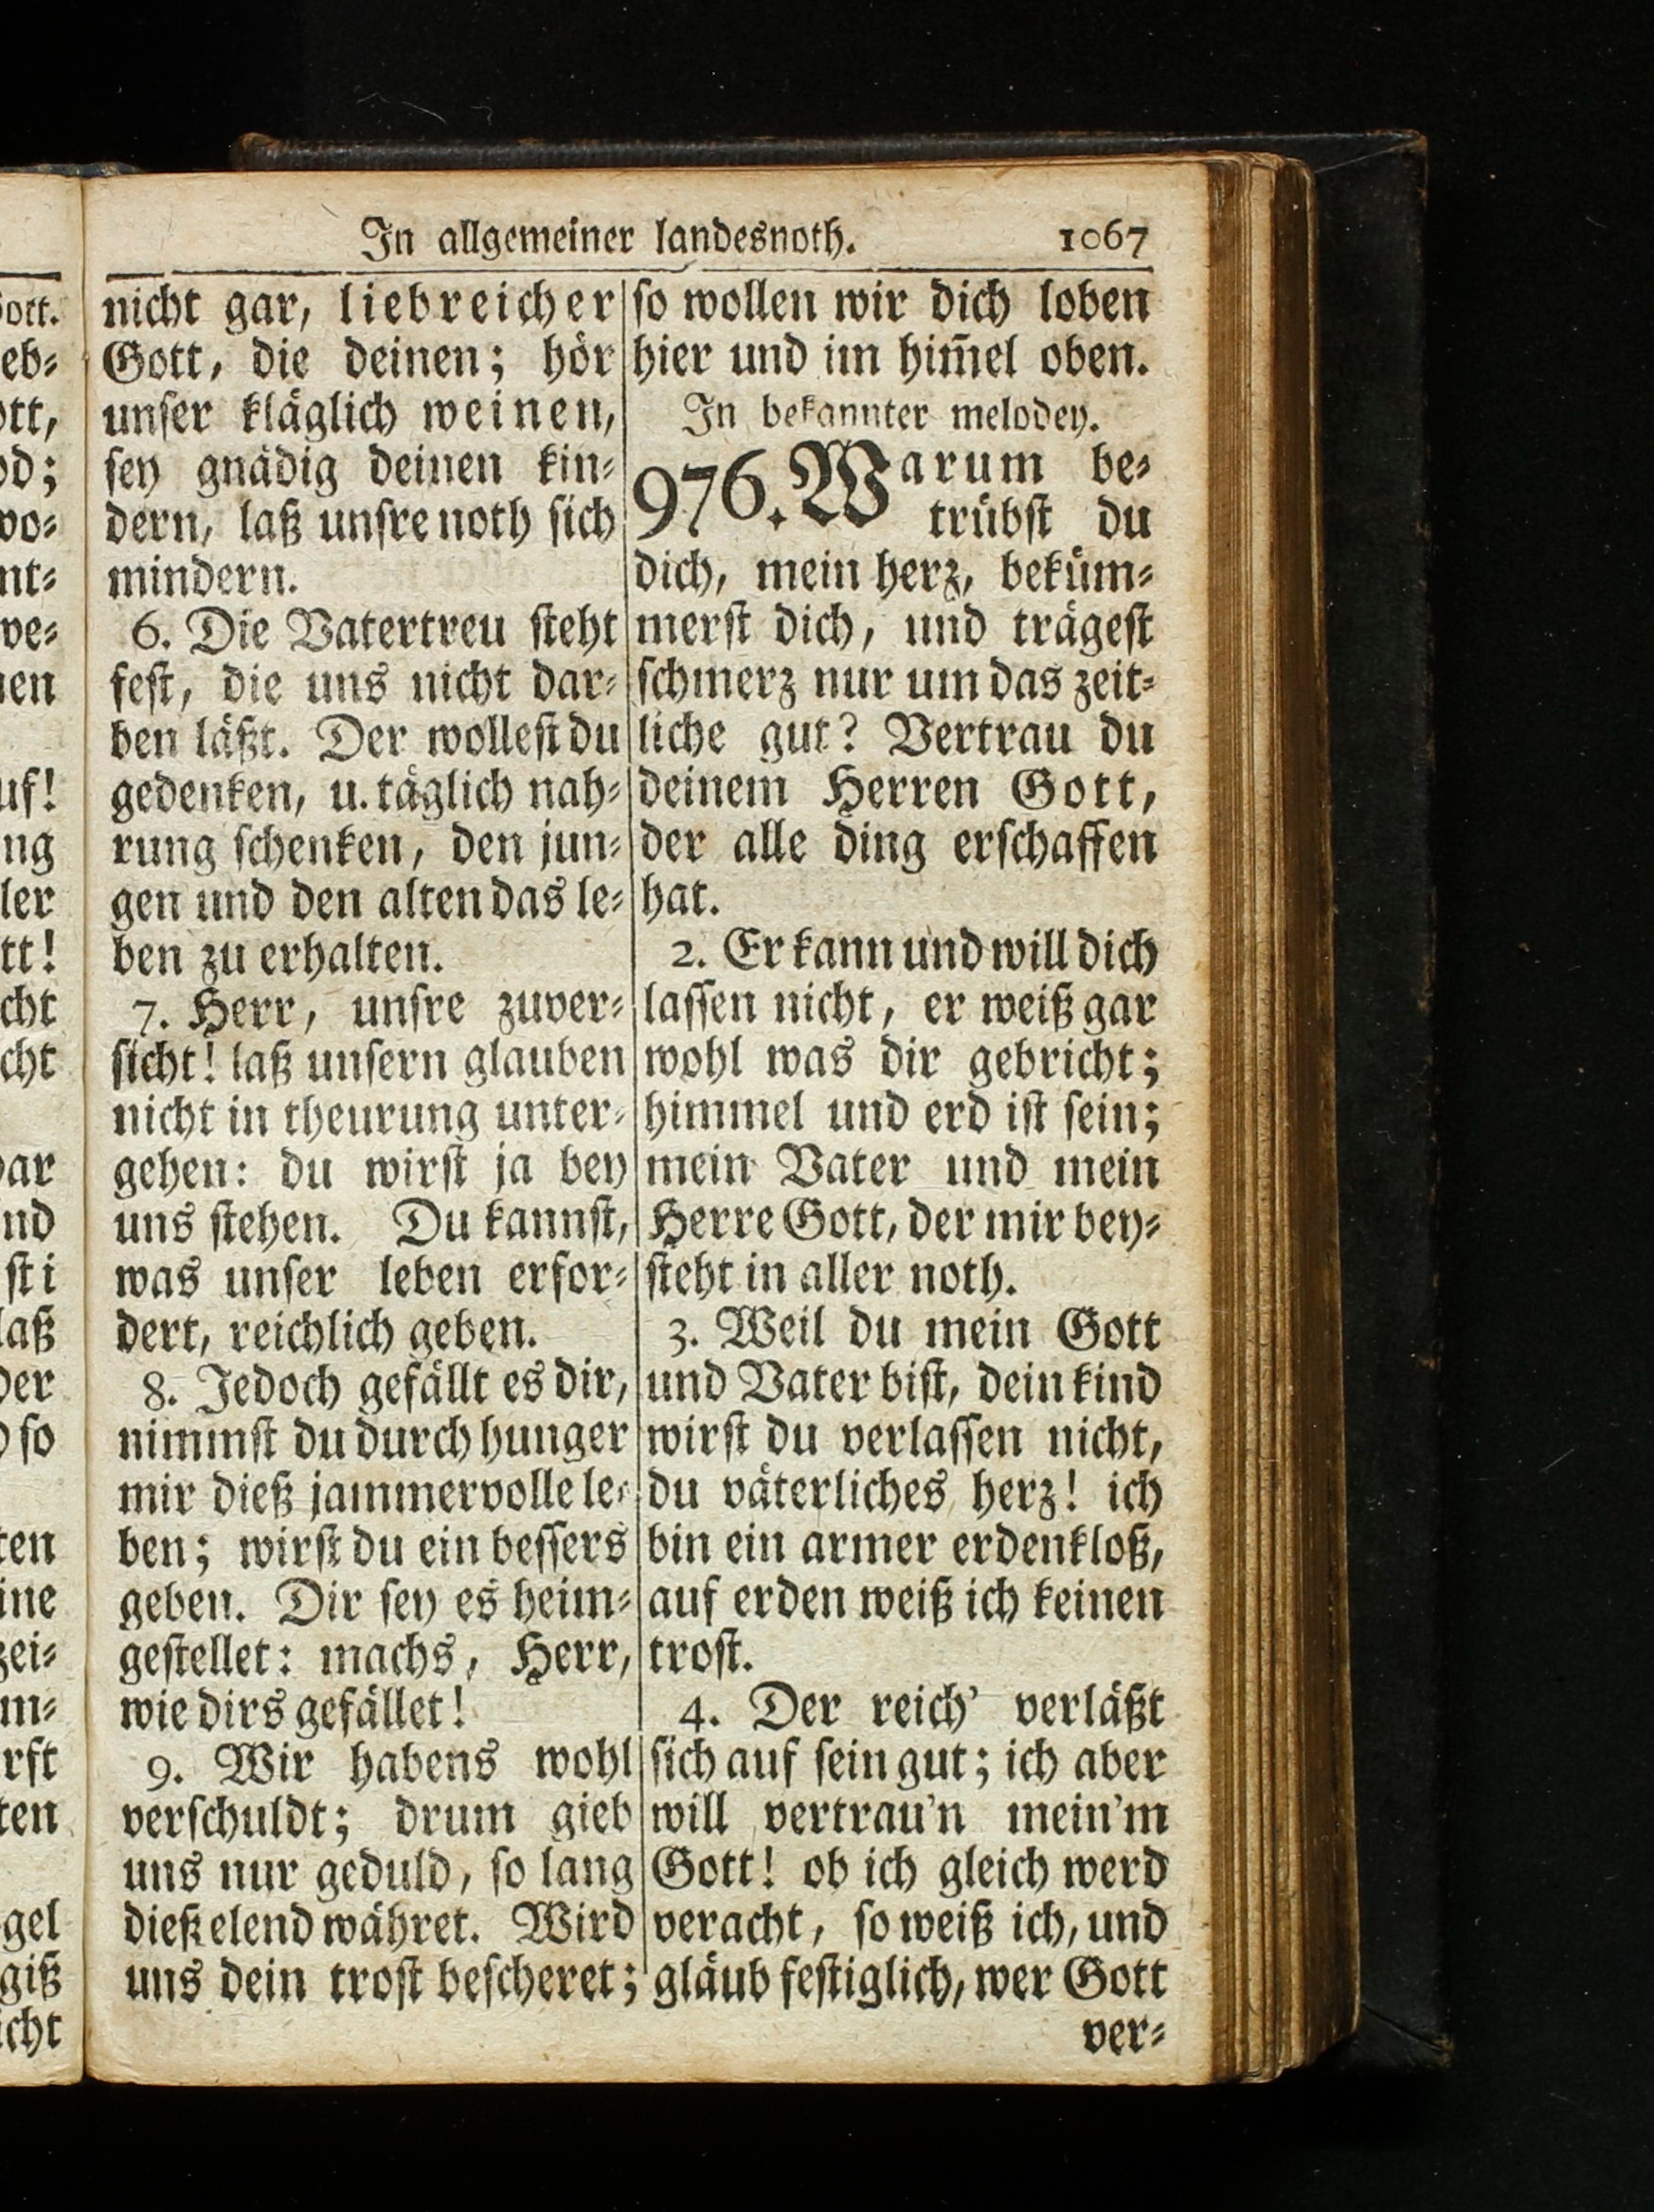 In allgemeiner landesnoth. 1067
nicht gar, liebreicher
Gott, die deinen; hör
unser kläglich weinen,
sey gnädig deinen kin-
dern, laß unsre noth sich
mindern.
6. Die Vatertreu steht
fest, die uns nicht dar-
ben läßt. Der wollest du
gedenken, u. täglich nah-
rung schenken, den jun-
gen und den alten das le-
ben zu erhalten.
7. Herr, unsre zuver-
sicht! laß unsern glauben
nicht in theurung unter-
gehen: du wirst ja bey
uns stehen. Du kannst,
was unser leben erfor-
dert, reichlich geben.
8. Jedoch gefällt es dir,
nimmst du durch hunger
mir dieß jammervolle le-
ben; wirst du ein bessers
geben. Dir sey es heim-
gestellet: machs, Herr,
wie dirs gefället!
9. Wir habens wohl
verschuldt; drum gieb
uns nur geduld, so lang
dieß elend währet. Wird
uns dein trost bescheret;
so wollen wir dich loben
hier und im him̄el oben.
In bekannter melodey.
976. Warum be-
trübst du
dich, mein herz, beküm-
merst dich, und trägest
schmerz nur um das zeit-
liche gut? Vertrau du
deinem Herren Gott,
der alle ding erschaffen
hat.
2. Er kann und will dich
lassen nicht, er weiß gar
wohl was dir gebricht;
himmel und erd ist sein;
mein Vater und mein
Herre Gott, der mir bey-
steht in aller noth.
3. Weil du mein Gott
und Vater bist, dein kind
wirst du verlassen nicht,
du väterliches herz! ich
bin ein armer erdenkloß,
auf erden weiß ich keinen
trost.
4. Der reich' verläßt
sich auf sein gut; ich aber
will vertrau'n mein'm
Gott! ob ich gleich werd
veracht, so weiß ich, und
gläub festiglich, wer Gott
ver-